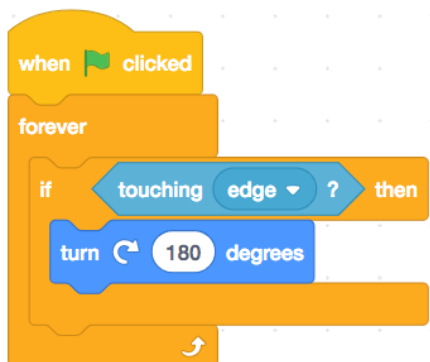 when clicked
forever
if touching edge ? then
turn 180 degrees